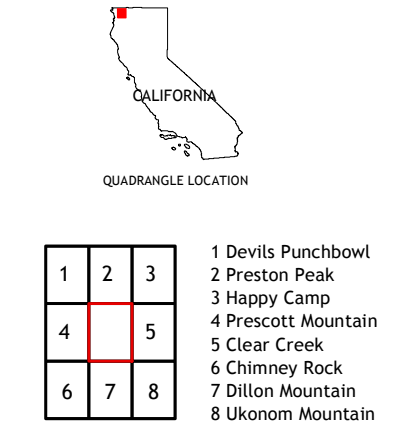 CALIFORNIA
QUADRANGLE LOCATION
1 2 3
4 5
6 7 8
1 Devils Punchbowl
2 Preston Peak
3 Happy Camp
4 Prescott Mountain
5 Clear Creek
6 Chimney Rock
7 Dillon Mountain
8 Ukonom Mountain